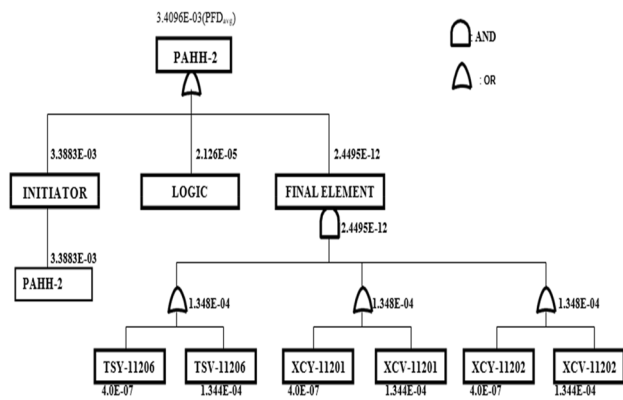 3.4096E-03(PFDavg)
PAHH-2
: AND
: OR
3.3883E-03
2.126E-05
2.4495E-12
INITIATOR
LOGIC
FINAL ELEMENT
2.4495E-12
3.3883E-03
PAHH-2
1.348E-04
1.348E-04
1.348E-04
TSY-11206
TSV-11206
XCY-11201
XCV-11201
XCY-11202
XCV-11202
4.0E-07
1.344E-04
4.0E-07
1.344E-04
4.0E-07
1.344E-04